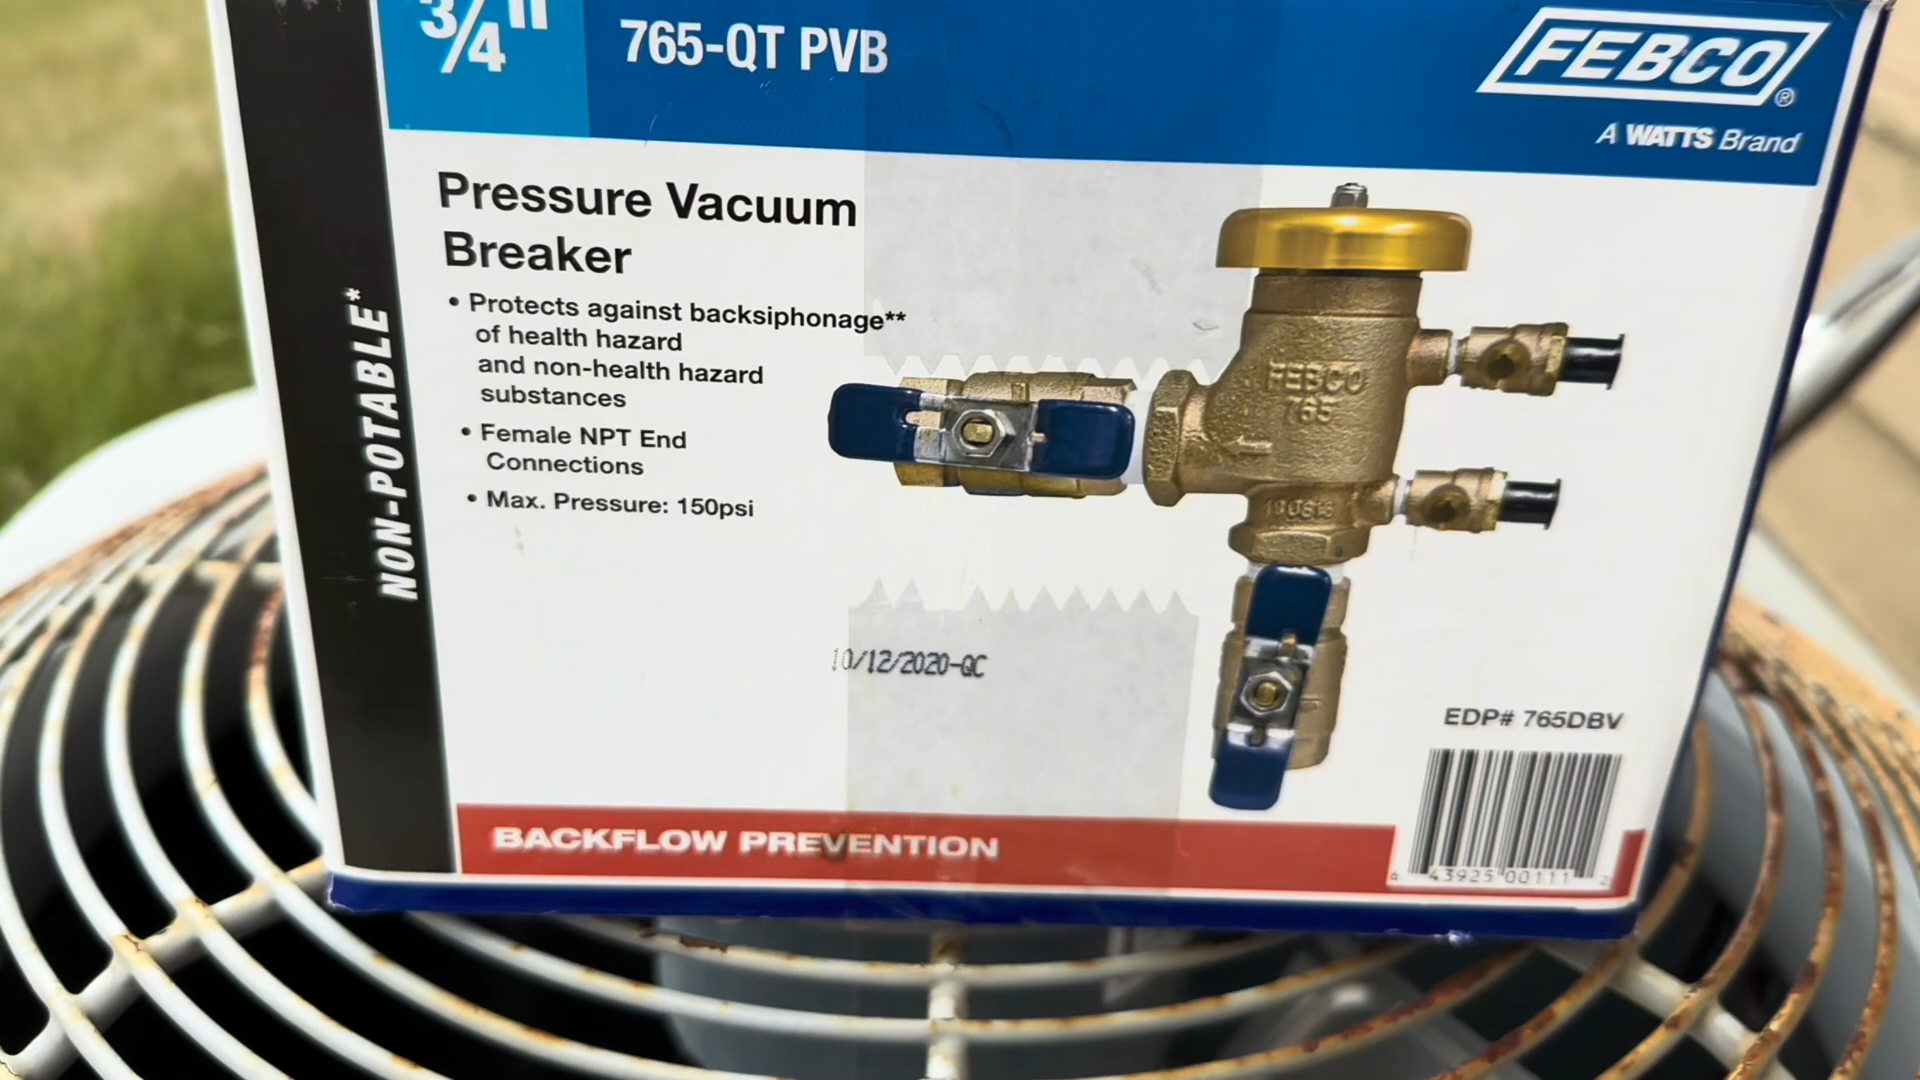 3/4"
765-QT PVB
FEBCO®
A WATTS Brand
NON-POTABLE*
Pressure Vacuum
Breaker
• Protects against backsiphonage**
of health hazard
and non-health hazard
substances
• Female NPT End
Connections
• Max. Pressure: 150psi
FEBCO
765
10/12/2020-QC
EDP# 765DBV
BACKFLOW PREVENTION
6 43925 00111 2